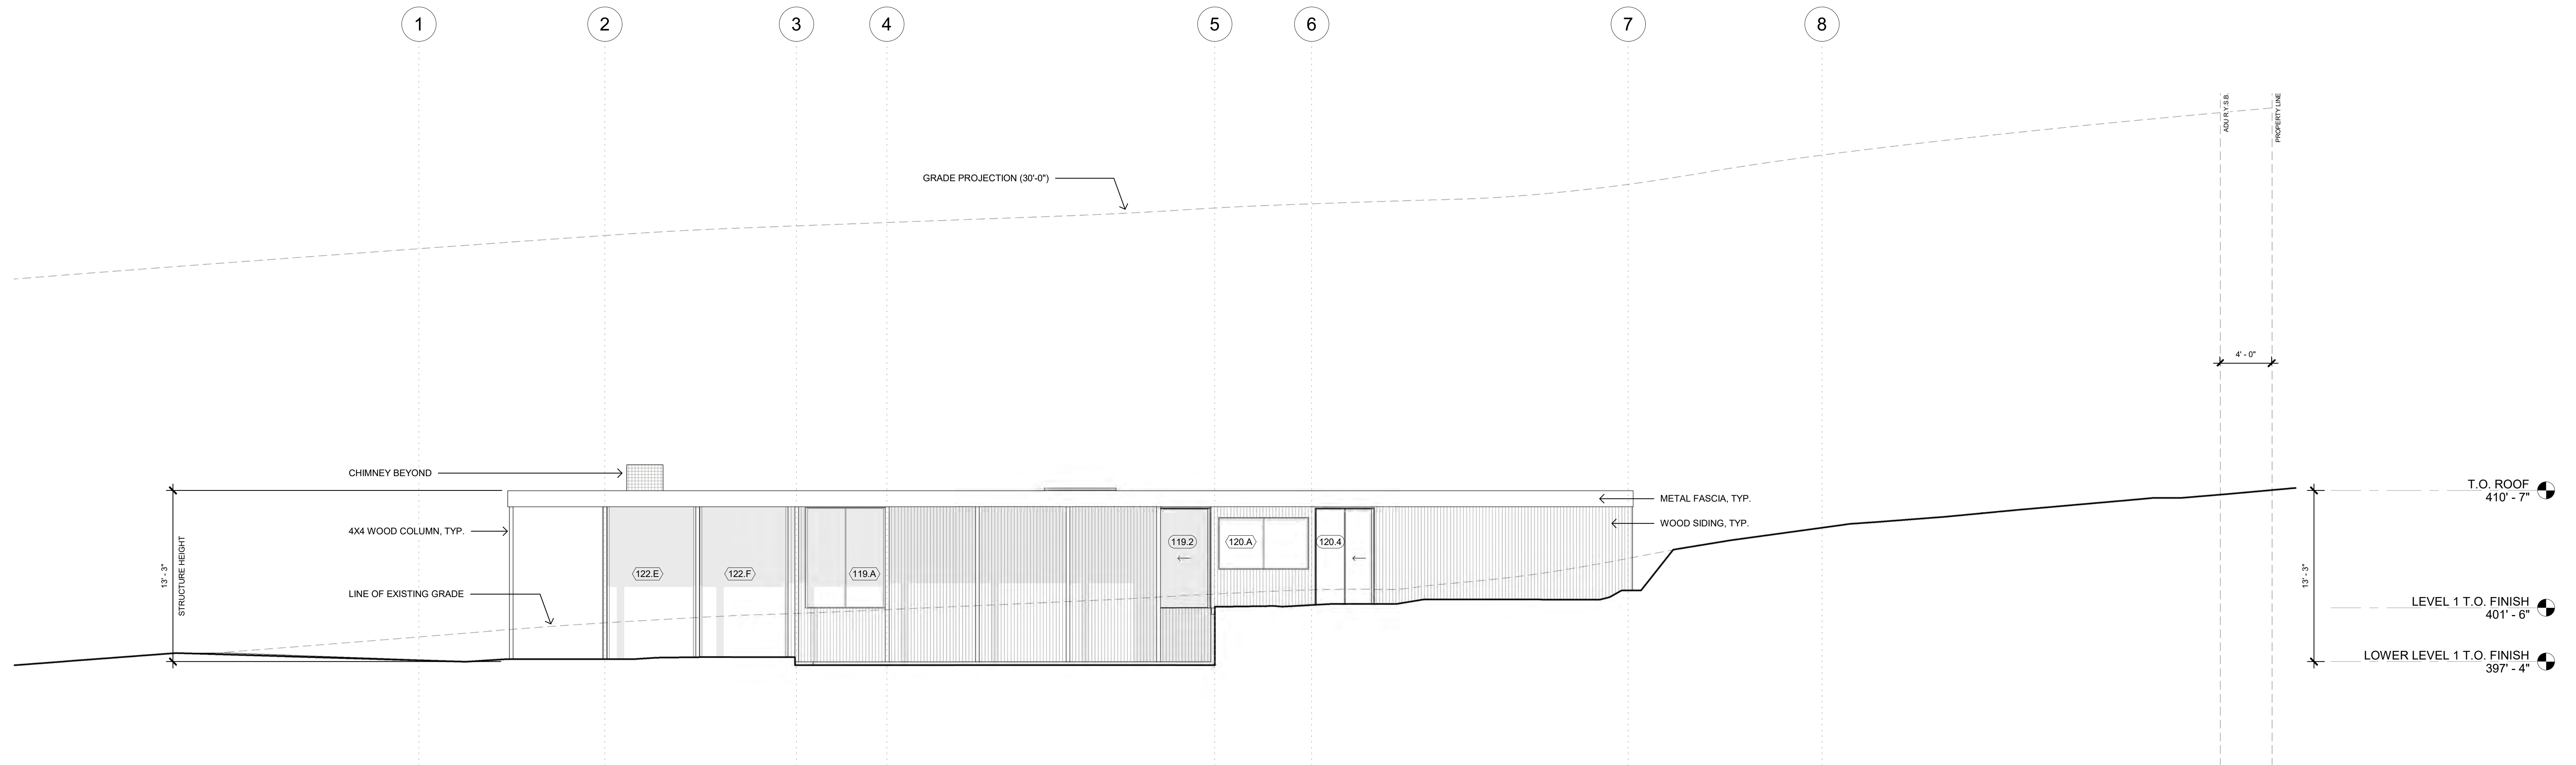 1
2
3
4
5
6
7
8
ADU R.Y.S.B.
PROPERTY LINE
GRADE PROJECTION (30'-0")
4' - 0"
CHIMNEY BEYOND
T.O. ROOF
410' - 7"
METAL FASCIA, TYP.
4X4 WOOD COLUMN, TYP.
WOOD SIDING, TYP.
119.2
120.A
120.4
13' - 3"
STRUCTURE HEIGHT
122.E
122.F
119.A
13' - 3"
LINE OF EXISTING GRADE
LEVEL 1 T.O. FINISH
401' - 6"
LOWER LEVEL 1 T.O. FINISH
397' - 4"